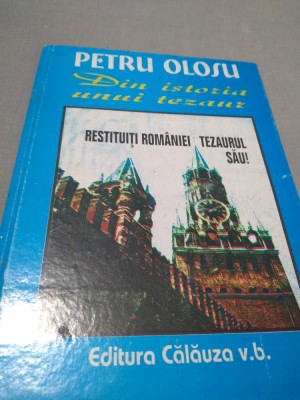 PETRU OLOSU
Din istoria
unui tezaur
RESTITUIȚI ROMÂNIEI TEZAURUL
SĂU!
Editura Călăuza v.b.